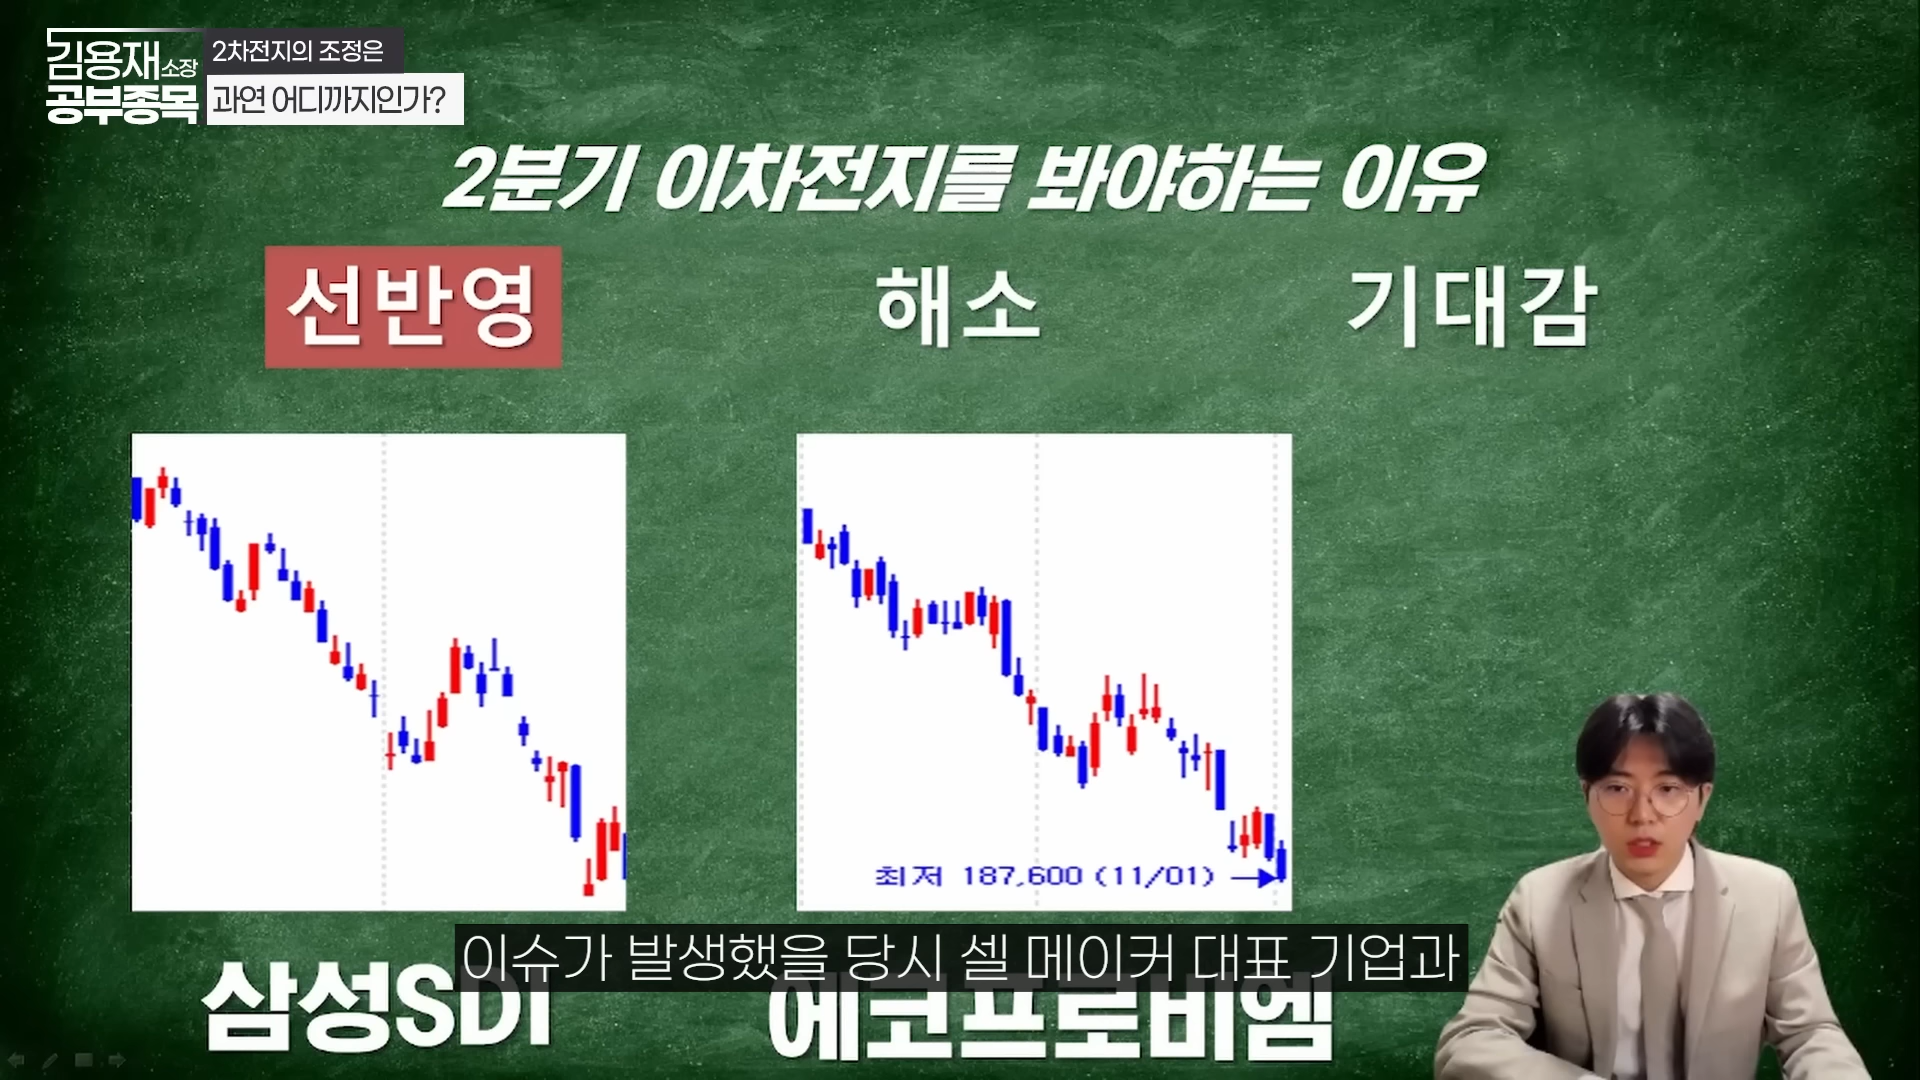 김용재 소장
공부종목
2차전지의 조정은
과연 어디까지인가?
2분기 이차전지를 봐야하는 이유
선반영
해소
기대감
최저 187,600 (11/01)
이슈가 발생했을 당시 셀 메이커 대표 기업과
삼성SDI
에코프로비엠